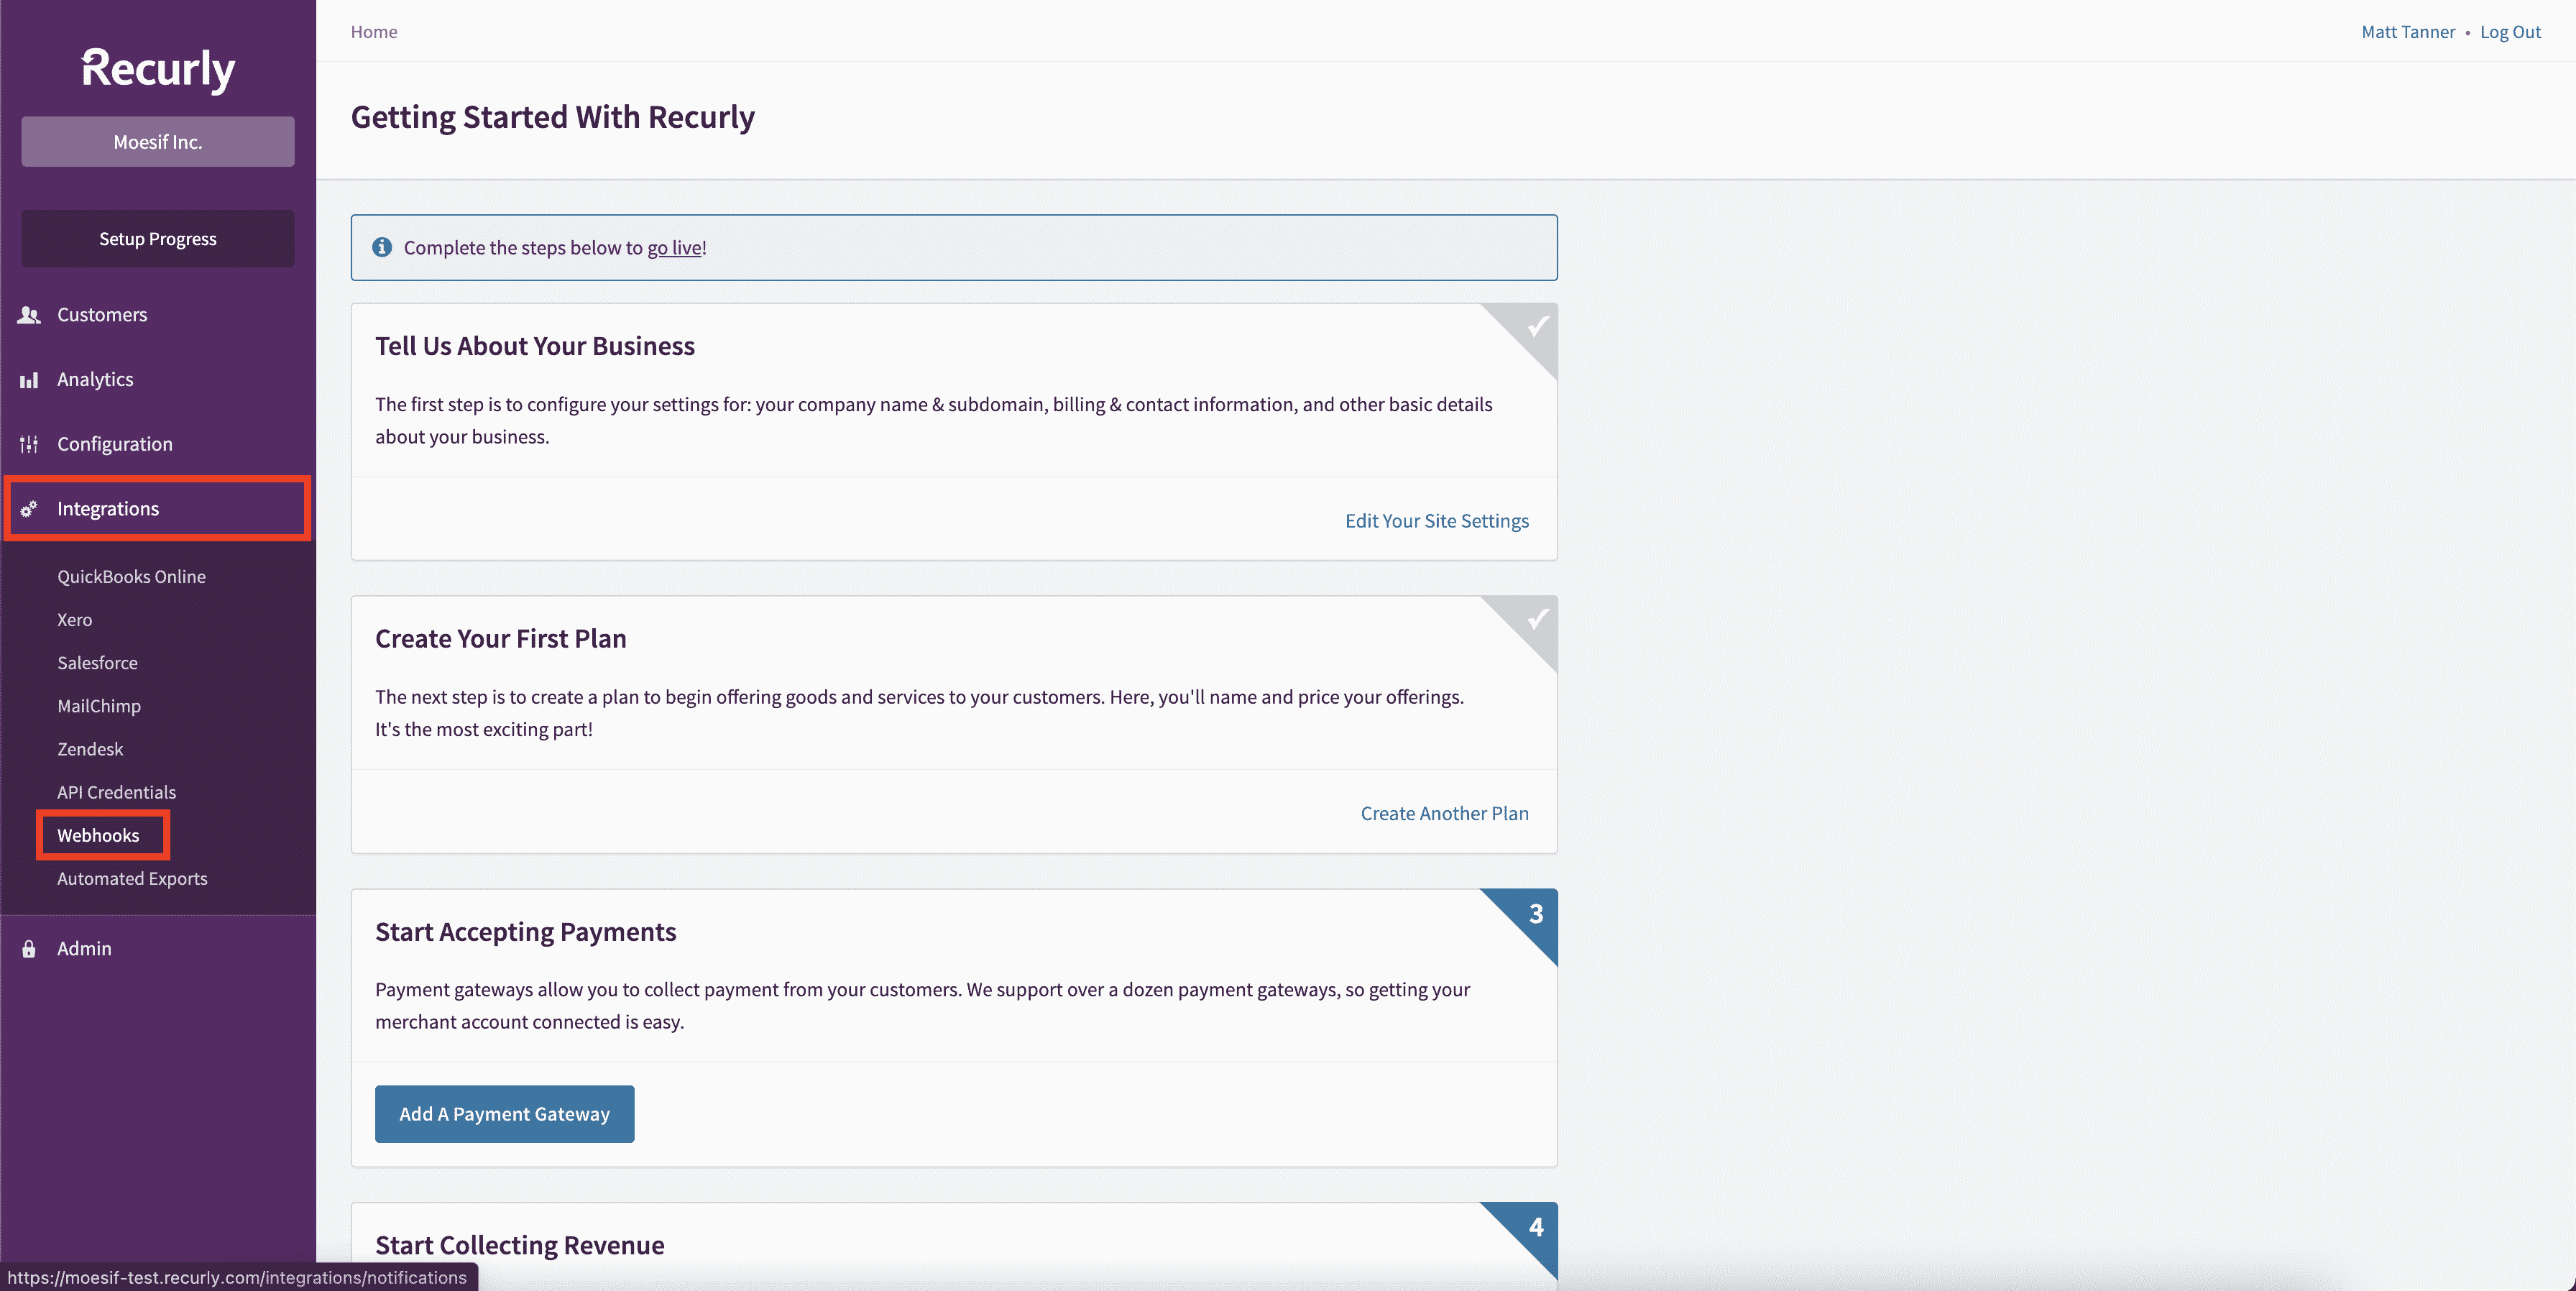 Recurly
Moesif Inc.
Setup Progress
Customers
Analytics
Configuration
Integrations
QuickBooks Online
Xero
Salesforce
MailChimp
Zendesk
API Credentials
Webhooks
Automated Exports
Admin
https://moesif-test.recurly.com/integrations/notifications
Home
Matt Tanner • Log Out
Getting Started With Recurly
Complete the steps below to go live!
Tell Us About Your Business
The first step is to configure your settings for: your company name & subdomain, billing & contact information, and other basic details
about your business.
Edit Your Site Settings
Create Your First Plan
The next step is to create a plan to begin offering goods and services to your customers. Here, you'll name and price your offerings.
It's the most exciting part!
Create Another Plan
3
Start Accepting Payments
Payment gateways allow you to collect payment from your customers. We support over a dozen payment gateways, so getting your
merchant account connected is easy.
Add A Payment Gateway
4
Start Collecting Revenue